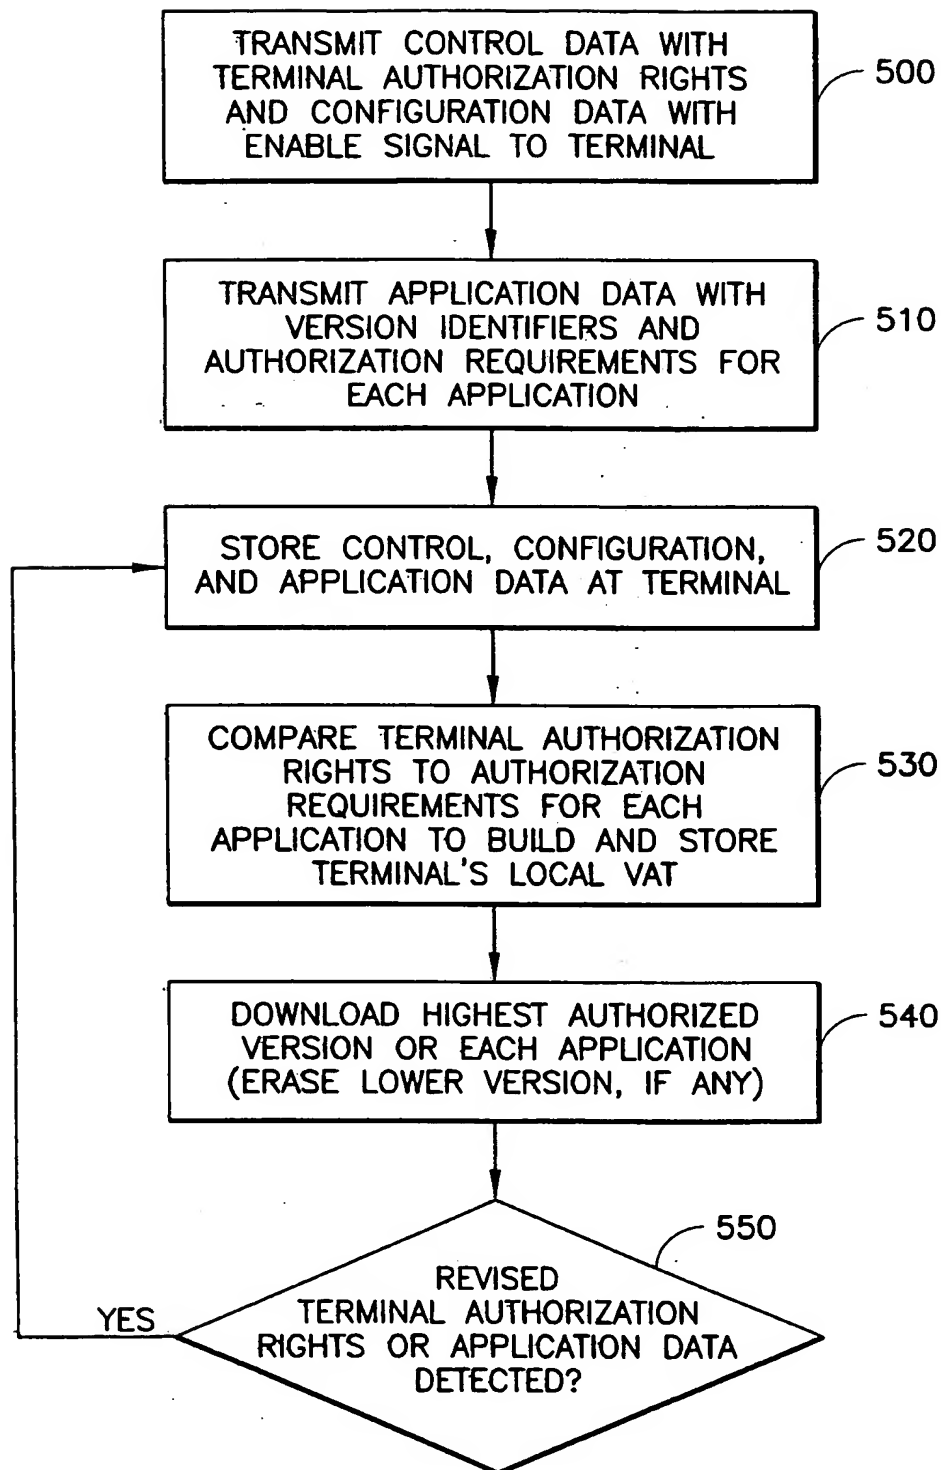 TRANSMIT CONTROL DATA WITH
TERMINAL AUTHORIZATION RIGHTS
AND CONFIGURATION DATA WITH
ENABLE SIGNAL TO TERMINAL
500
TRANSMIT APPLICATION DATA WITH
VERSION IDENTIFIERS AND
AUTHORIZATION REQUIREMENTS FOR
EACH APPLICATION
510
STORE CONTROL, CONFIGURATION,
AND APPLICATION DATA AT TERMINAL
520
COMPARE TERMINAL AUTHORIZATION
RIGHTS TO AUTHORIZATION
REQUIREMENTS FOR EACH
APPLICATION TO BUILD AND STORE
TERMINAL'S LOCAL VAT
530
DOWNLOAD HIGHEST AUTHORIZED
VERSION OR EACH APPLICATION
(ERASE LOWER VERSION, IF ANY)
540
550
REVISED
TERMINAL AUTHORIZATION
RIGHTS OR APPLICATION DATA
DETECTED?
YES